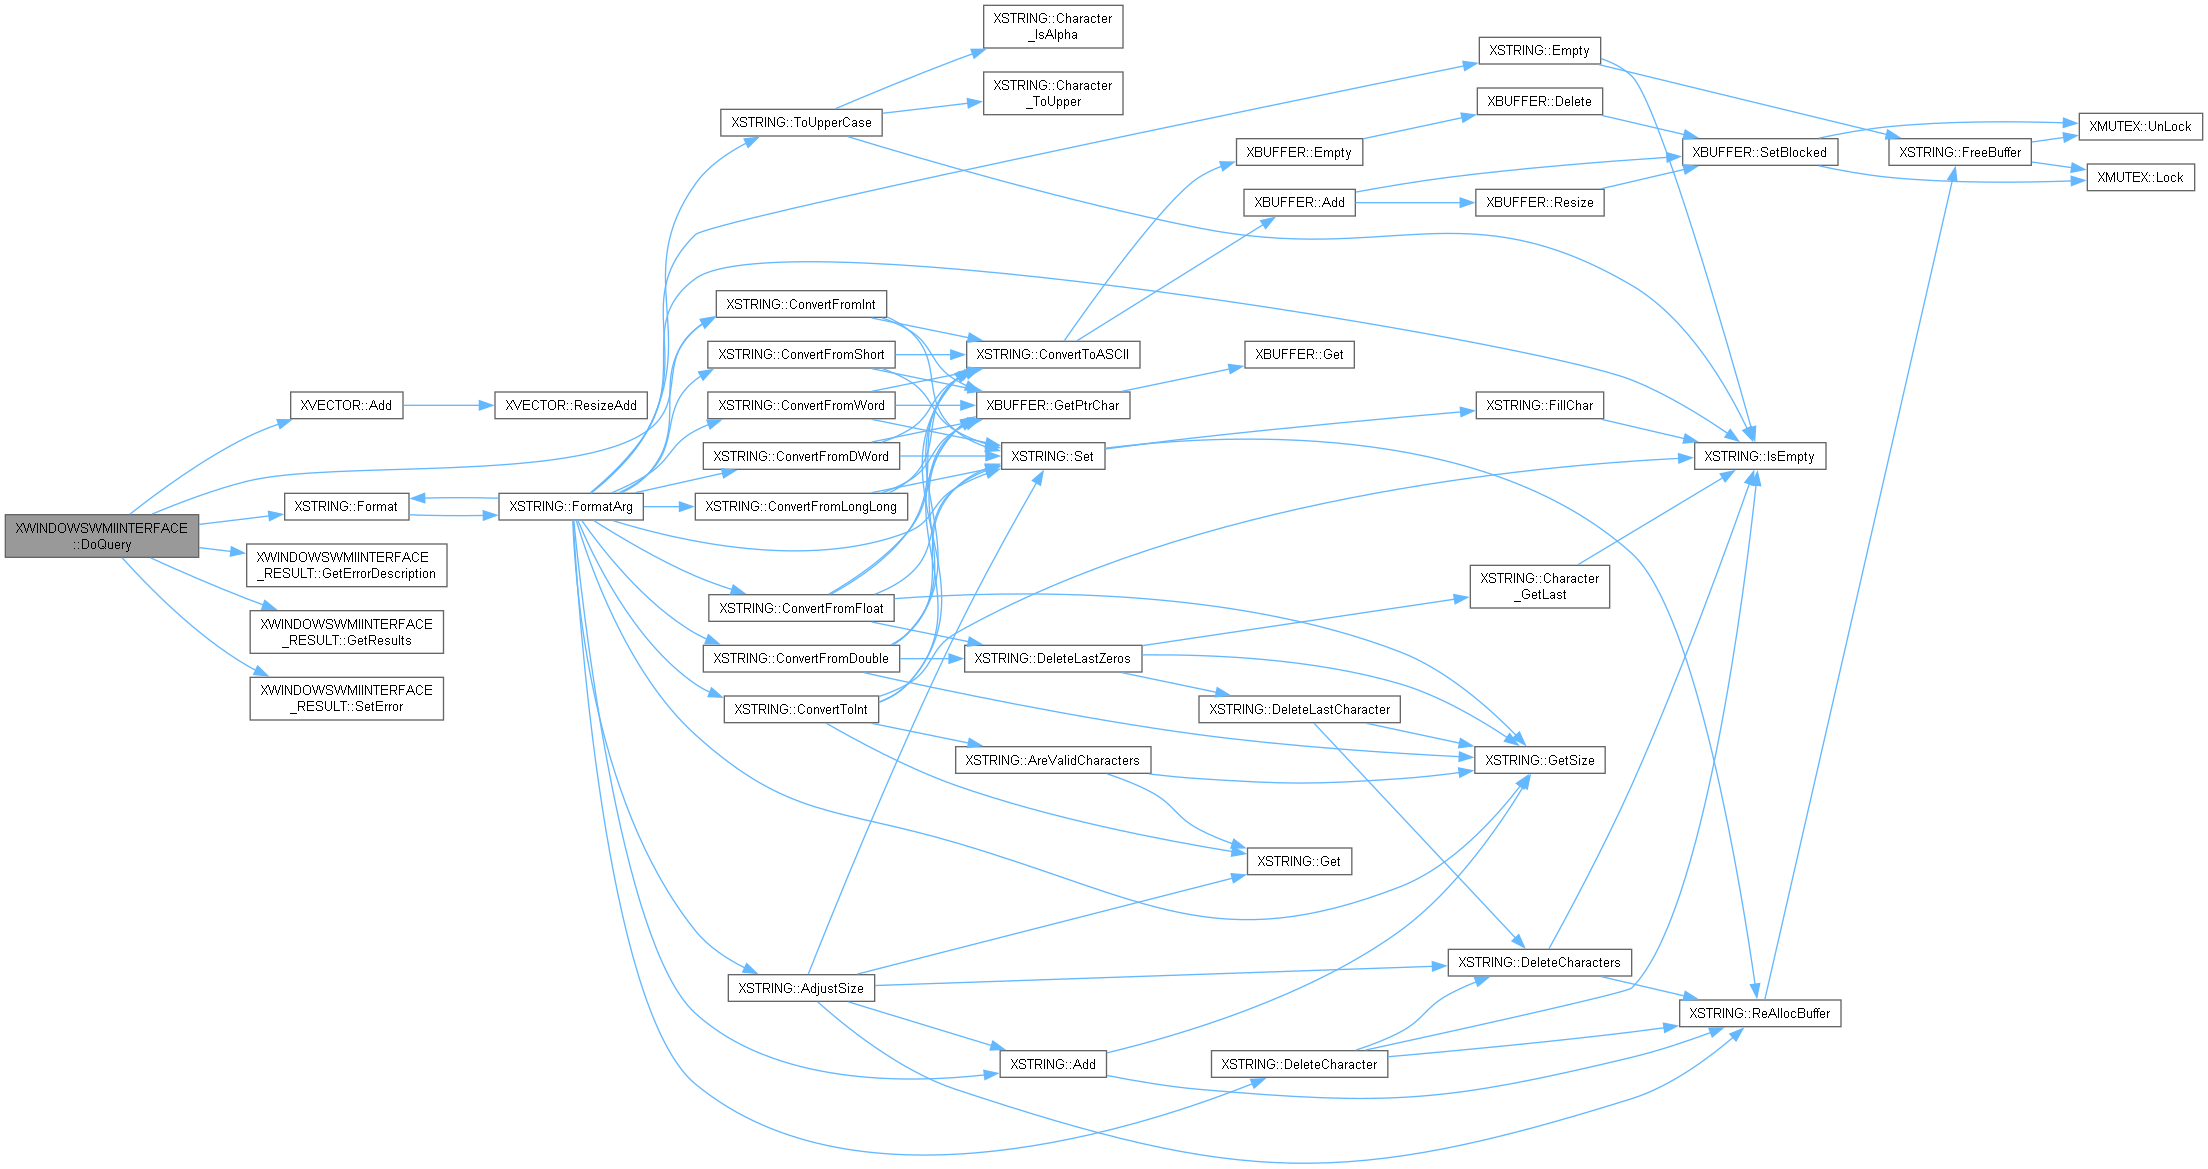 XSTRING::Character
_IsAlpha
XSTRING::Empty
XSTRING::Character
_ToUpper
XBUFFER::Delete
XSTRING::ToUpperCase
XMUTEX::UnLock
XBUFFER::Empty
XBUFFER::SetBlocked
XSTRING::FreeBuffer
XMUTEX::Lock
XBUFFER::Add
XBUFFER::Resize
XSTRING::ConvertFromInt
XSTRING::ConvertFromShort
XSTRING::ConvertToASCII
XBUFFER::Get
XVECTOR::Add
XVECTOR::ResizeAdd
XSTRING::ConvertFromWord
XBUFFER::GetPtrChar
XSTRING::FillChar
XSTRING::ConvertFromDWord
XSTRING::Set
XSTRING::IsEmpty
XSTRING::Format
XSTRING::FormatArg
XSTRING::ConvertFromLongLong
XWINDOWSWMIINTERFACE
::DoQuery
XWINDOWSWMIINTERFACE
_RESULT::GetErrorDescription
XSTRING::Character
_GetLast
XSTRING::ConvertFromFloat
XWINDOWSWMIINTERFACE
_RESULT::GetResults
XSTRING::ConvertFromDouble
XSTRING::DeleteLastZeros
XWINDOWSWMIINTERFACE
_RESULT::SetError
XSTRING::ConvertToInt
XSTRING::DeleteLastCharacter
XSTRING::AreValidCharacters
XSTRING::GetSize
XSTRING::Get
XSTRING::DeleteCharacters
XSTRING::AdjustSize
XSTRING::ReAllocBuffer
XSTRING::Add
XSTRING::DeleteCharacter